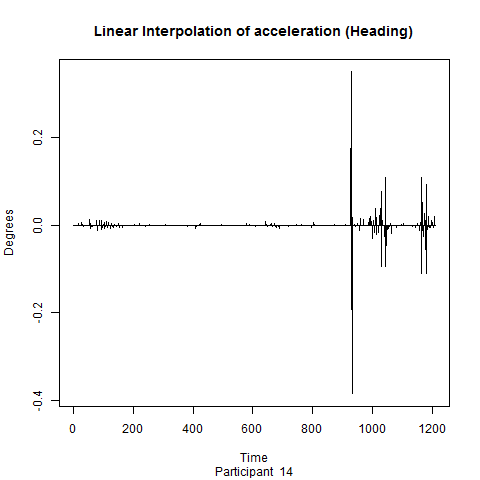 Linear Interpolation of acceleration (Heading)
Degrees
0.2
0.0
-0.2
-0.4
0 200 400 600 800 1000 1200
Time
Participant 14